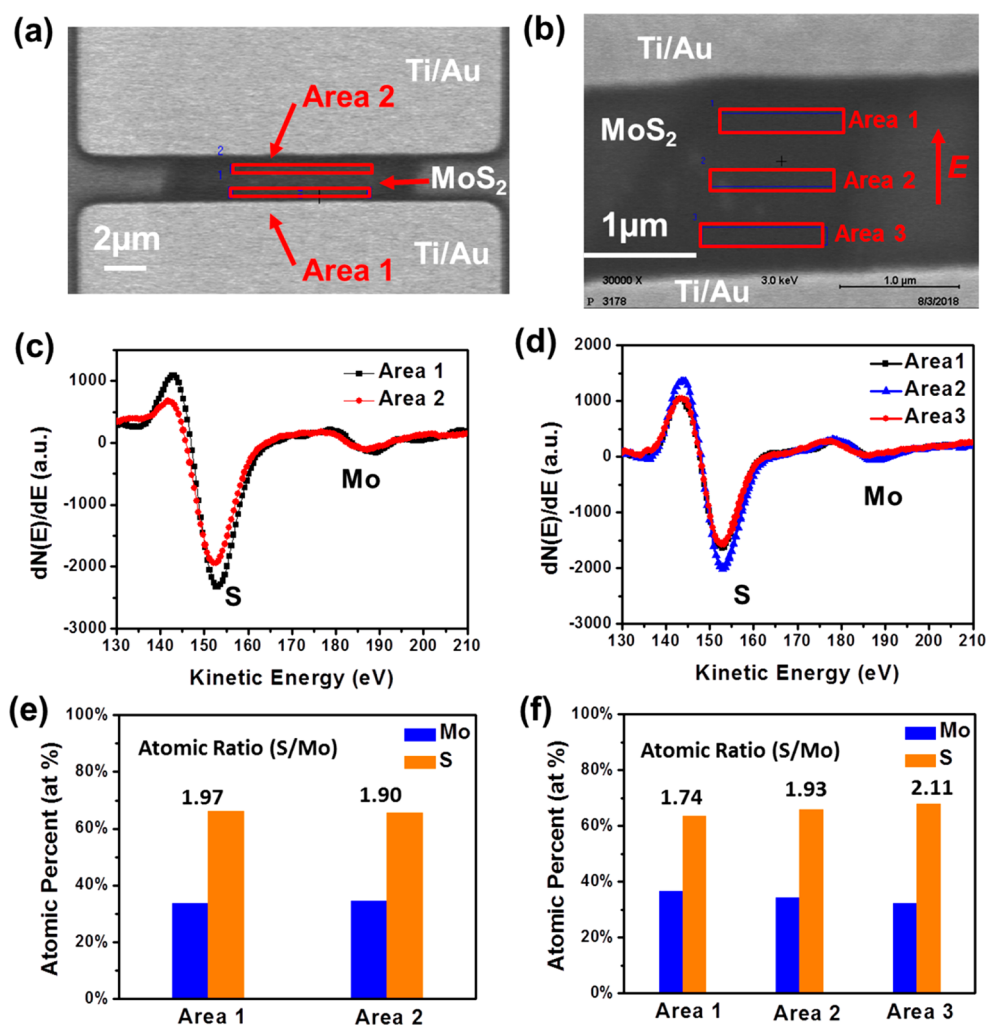 (a)
Ti/Au
Area 2
2
1
MoS2
=
2μm
Area 1
Ti/Au
(b)
Ti/Au
1
Area 1
MoS2
2
Area 2
E
3
Area 3
1μm
30000 X
3.0 keV
1.0 μm
P 3178
Ti/Au
8/3/2018
(c)
1000
0
-1000
-2000
-3000
dN(E)/dE (a.u.)
Area 1
Area 2
Mo
S
130 140 150 160 170 180 190 200 210
Kinetic Energy (eV)
(d)
2000
1000
0
-1000
-2000
-3000
dN(E)/dE (a.u.)
Area1
Area2
Area3
Mo
S
130 140 150 160 170 180 190 200 210
Kinetic Energy (eV)
(e)
100%
80%
60%
40%
20%
0%
Atomic Percent (at %)
Atomic Ratio (S/Mo)
Mo
S
1.97
1.90
Area 1 Area 2
(f)
100%
80%
60%
40%
20%
0%
Atomic Percent (at %)
Atomic Ratio (S/Mo)
Mo
S
1.74
1.93
2.11
Area 1 Area 2 Area 3